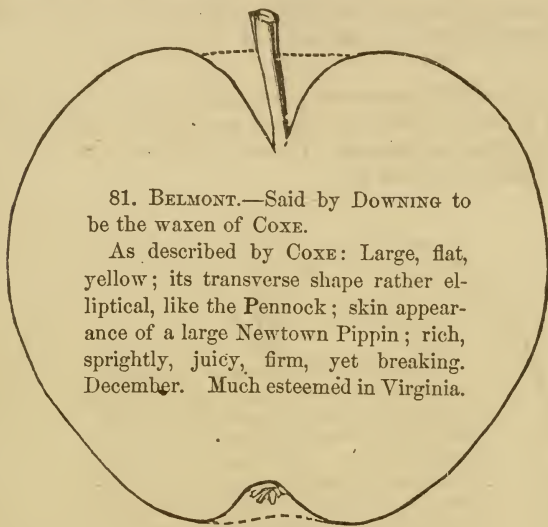 81. BELMONT.—Said by DOWNING to
be the waxen of COXE.
As described by COXE: Large, flat,
yellow; its transverse shape rather el-
liptical, like the Pennock; skin appear-
ance of a large Newtown Pippin; rich,
sprightly, juicy, firm, yet breaking.
December. Much esteemed in Virginia.